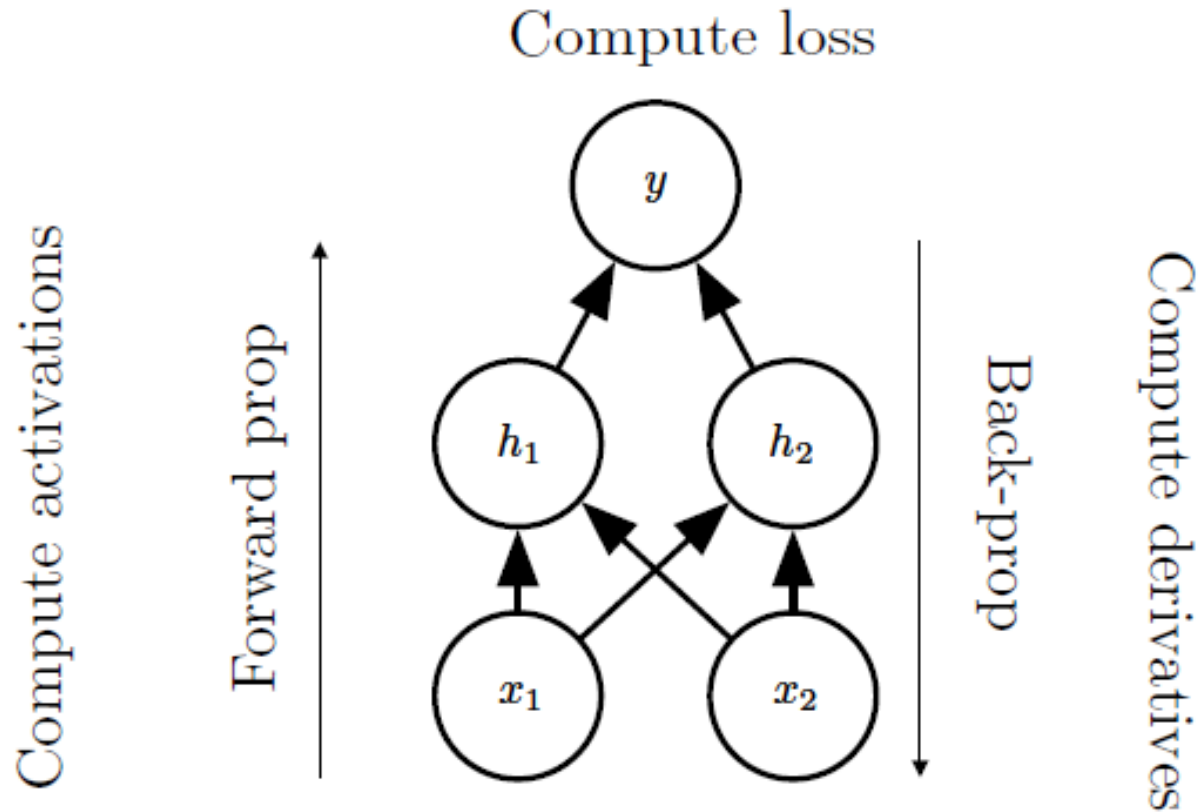 Compute loss
y
Compute activations
Forward prop
h₁
h₂
Back-prop
Compute derivatives
x₁
x₂